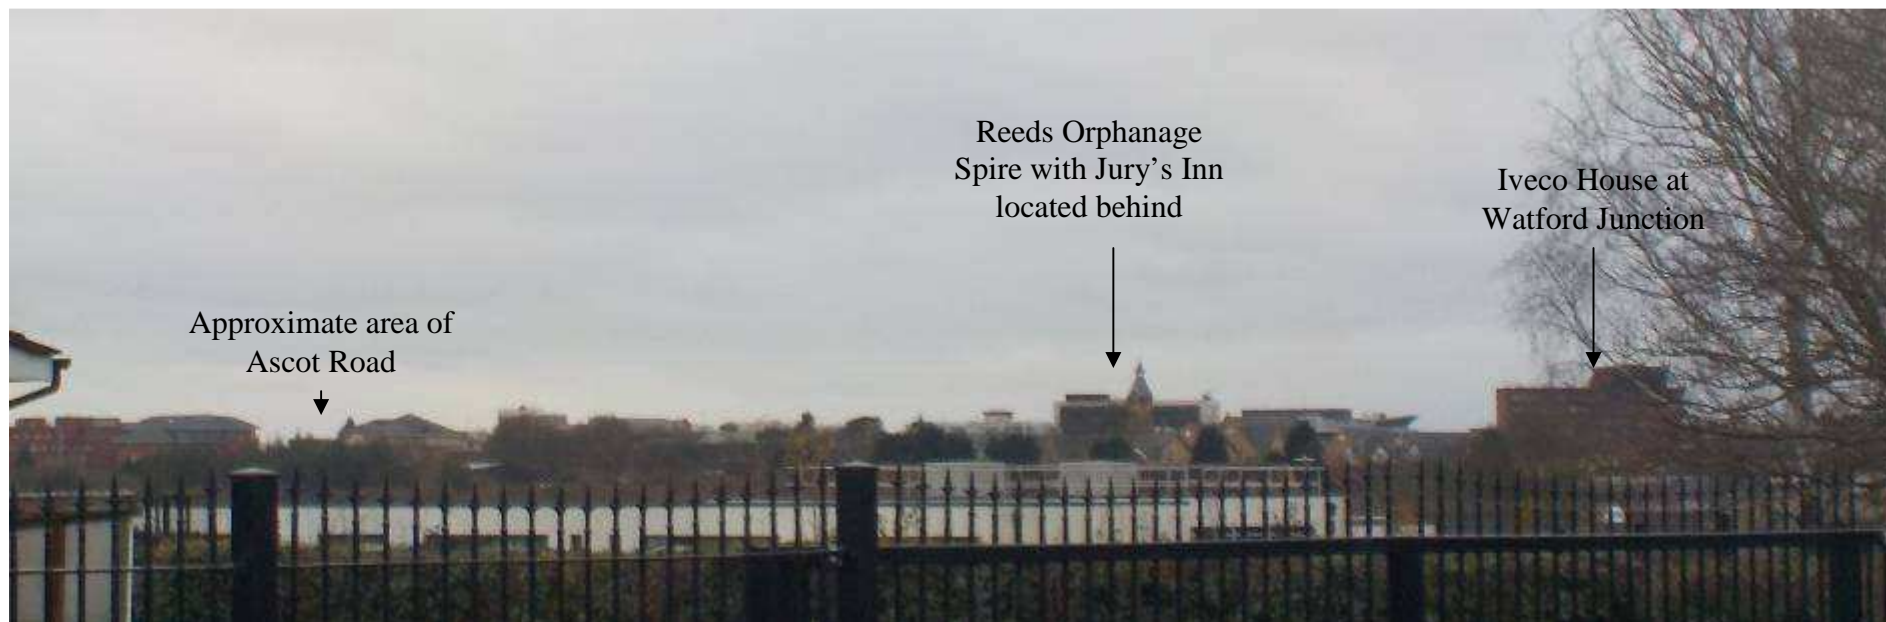 Approximate area of
Ascot Road
Reeds Orphanage
Spire with Jury’s Inn
located behind
Iveco House at
Watford Junction